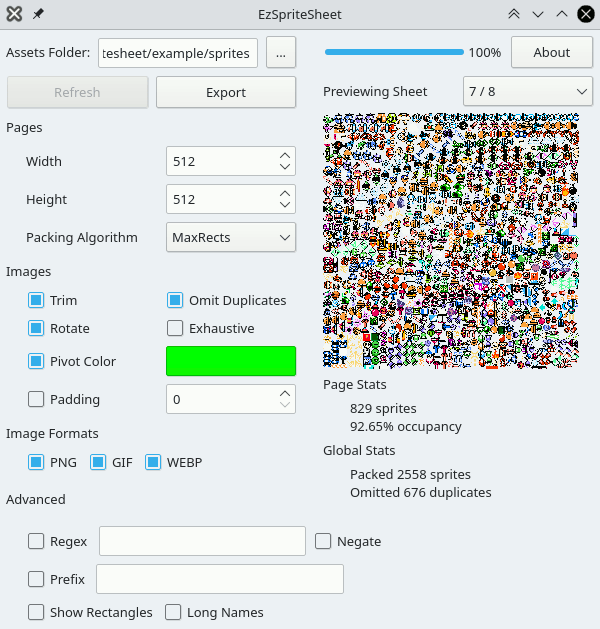 EzSpriteSheet
Assets Folder: tesheet/example/sprites ...
100% About
Refresh Export
Previewing Sheet 7 / 8
Pages
Width 512
Height 512
Packing Algorithm MaxRects
Images
Trim Omit Duplicates
Rotate Exhaustive
Pivot Color
Padding 0
Image Formats
PNG GIF WEBP
Advanced
Regex Negate
Prefix
Show Rectangles Long Names
Page Stats
829 sprites
92.65% occupancy
Global Stats
Packed 2558 sprites
Omitted 676 duplicates